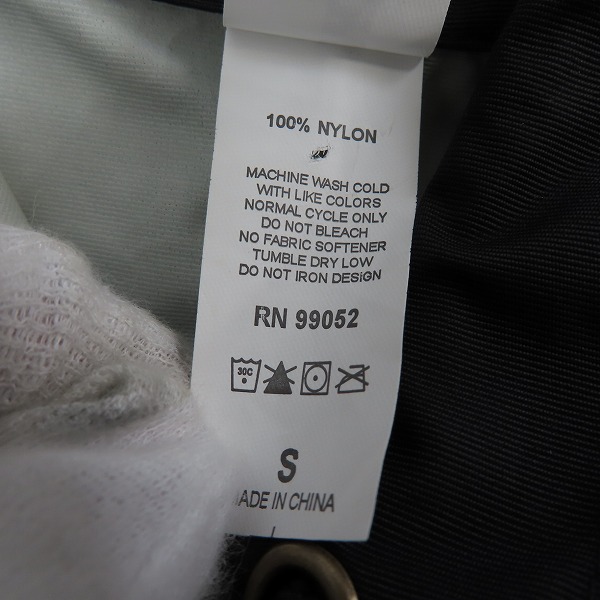 100% NYLON
MACHINE WASH COLD
WITH LIKE COLORS
NORMAL CYCLE ONLY
DO NOT BLEACH
NO FABRIC SOFTENER
TUMBLE DRY LOW
DO NOT IRON DESiGN
RN 99052
30C
S
MADE IN CHINA